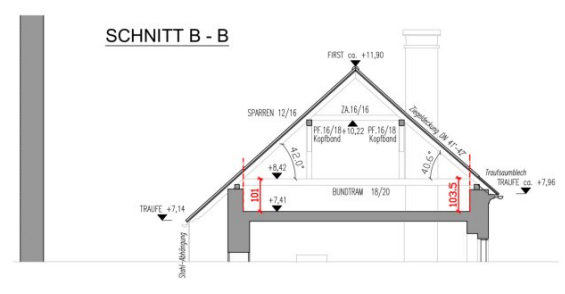 SCHNITT B - B
FIRST ca. +11,90
SPARREN 12/16
ZA.16/16
Ziegeldeckung DN 41°-47°
PF.16/18 +10,22 PF.16/18
Kopfband Kopfband
42,0°
40,6°
+8,42
Traufsaumblech
TRAUFE ca. +7,96
BUNDTRAM 18/20
101
103.5
+7,41
TRAUFE +7,14
Stahl-Abhängung